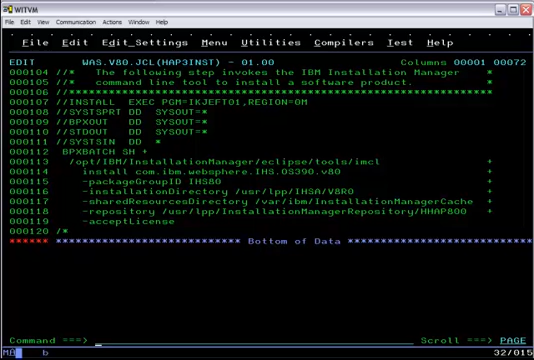 WITVM
File Edit View Communication Actions Window Help
File Edit Edit_Settings Menu Utilities Compilers Test Help
EDIT WAS.V80.JCL(HAP3INST) - 01.00 Columns 00001 00072
000104 //* The following step invokes the IBM Installation Manager *
000105 //* command line tool to install a software product. *
000106 //********************************************************************
000107 //INSTALL EXEC PGM=IKJEFT01,REGION=0M
000108 //SYSTSPRT DD SYSOUT=*
000109 //BPXOUT DD SYSOUT=*
000110 //STDOUT DD SYSOUT=*
000111 //SYSTSIN DD *
000112 BPXBATCH SH +
000113 /opt/IBM/InstallationManager/eclipse/tools/imcl +
000114 install com.ibm.websphere.IHS.OS390.v80 +
000115 -packageGroupID IHS80 +
000116 -installationDirectory /usr/lpp/IHSA/V8R0 +
000117 -sharedResourcesDirectory /var/ibm/InstallationManagerCache +
000118 -repository /usr/lpp/InstallationManagerRepository/HHAP800 +
000119 -acceptLicense
000120 /*
****** **************************** Bottom of Data ****************************
Command ===> Scroll ===> PAGE
MA b 32/015